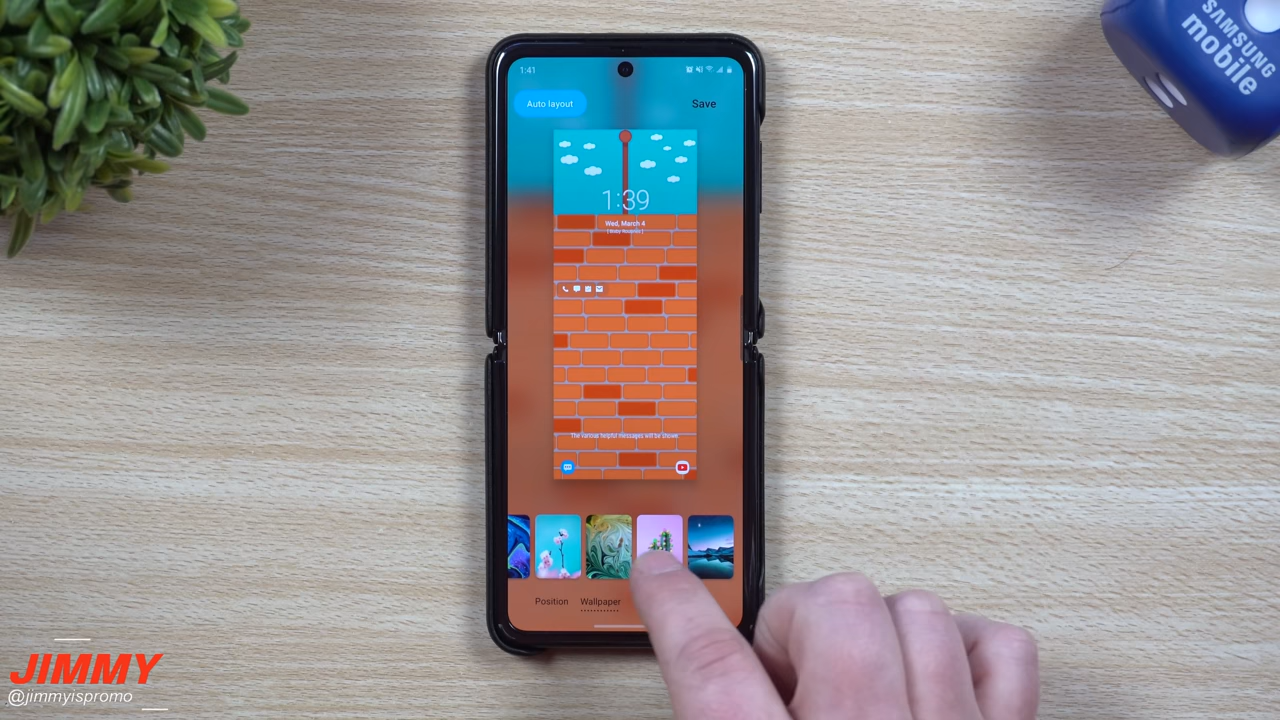 1:41
Auto layout
Save
1:39
Wed, March 4
The various helpful messages will be shown
Position
Wallpaper
SAMSUNG
mobile
JIMMY
@jimmyispromo